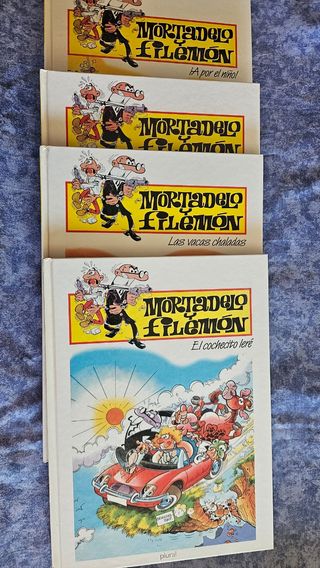 MORTADELO
Y
FILEMÓN
¡A por el niño!
MORTADELO
Y
FILEMÓN
MORTADELO
Y
FILEMÓN
Las vacas chaladas
MORTADELO
Y
FILEMÓN
El cochecito leré
plural